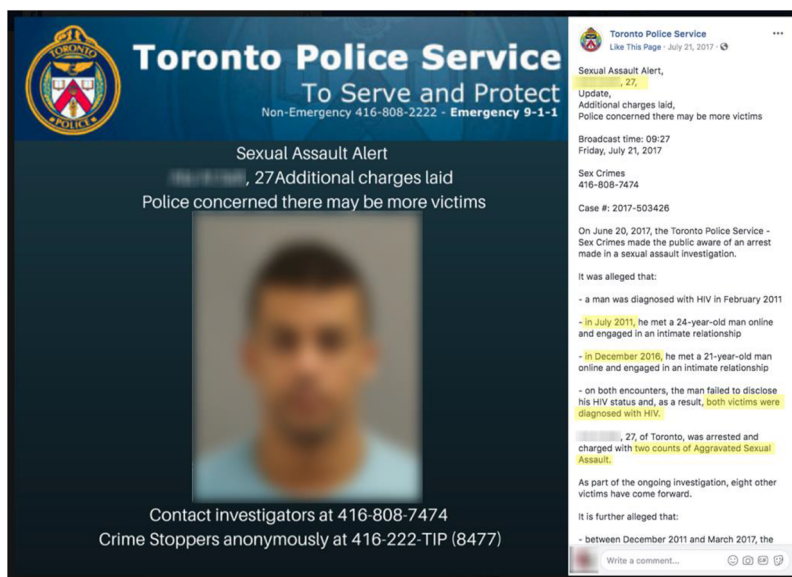 TORONTO
POLICE
Toronto Police Service
To Serve and Protect
Non-Emergency 416-808-2222 - Emergency 9-1-1
Sexual Assault Alert
, 27Additional charges laid
Police concerned there may be more victims
Contact investigators at 416-808-7474
Crime Stoppers anonymously at 416-222-TIP (8477)
Toronto Police Service
Like This Page · July 21, 2017 ·
Sexual Assault Alert,
, 27,
Update,
Additional charges laid,
Police concerned there may be more victims
Broadcast time: 09:27
Friday, July 21, 2017
Sex Crimes
416-808-7474
Case #: 2017-503426
On June 20, 2017, the Toronto Police Service -
Sex Crimes made the public aware of an arrest
made in a sexual assault investigation.
It was alleged that:
- a man was diagnosed with HIV in February 2011
- in July 2011, he met a 24-year-old man online
and engaged in an intimate relationship
- in December 2016, he met a 21-year-old man
online and engaged in an intimate relationship
- on both encounters, the man failed to disclose
his HIV status and, as a result, both victims were
diagnosed with HIV.
, 27, of Toronto, was arrested and
charged with two counts of Aggravated Sexual
Assault.
As part of the ongoing investigation, eight other
victims have come forward.
It is further alleged that:
- between December 2011 and March 2017, the
Write a comment...
GIF